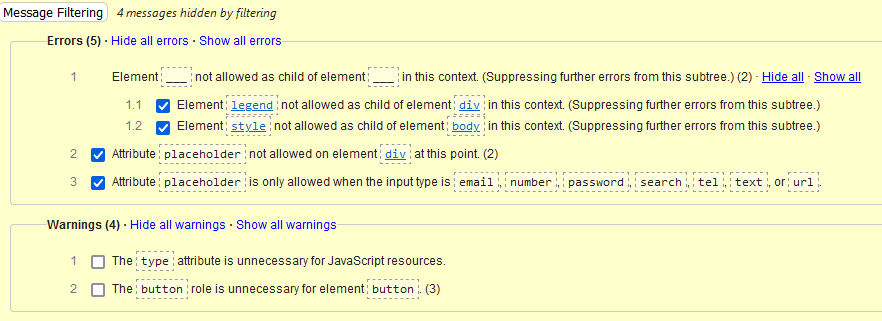 Message Filtering 4 messages hidden by filtering
Errors (5) · Hide all errors · Show all errors
1 Element ___ not allowed as child of element ___ in this context. (Suppressing further errors from this subtree.) (2) · Hide all · Show all
1.1 Element legend not allowed as child of element div in this context. (Suppressing further errors from this subtree.)
1.2 Element style not allowed as child of element body in this context. (Suppressing further errors from this subtree.)
2 Attribute placeholder not allowed on element div at this point. (2)
3 Attribute placeholder is only allowed when the input type is email, number, password, search, tel, text, or url.
Warnings (4) · Hide all warnings · Show all warnings
1 The type attribute is unnecessary for JavaScript resources.
2 The button role is unnecessary for element button. (3)